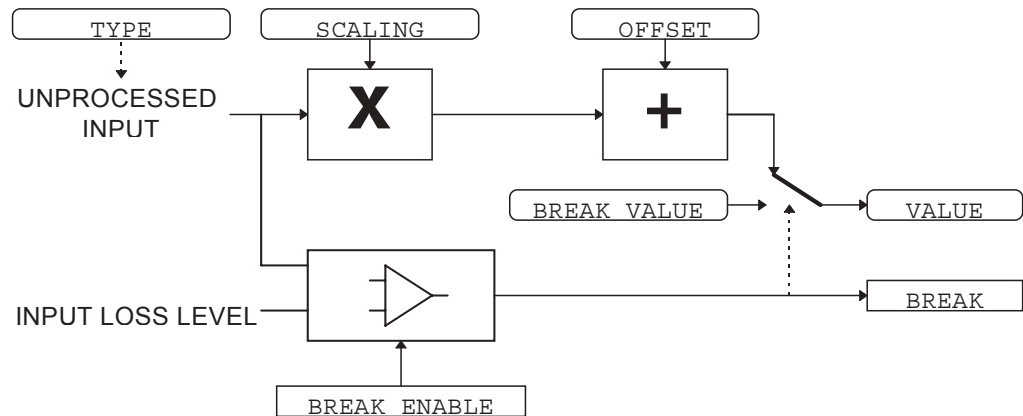 TYPE
SCALING
OFFSET
UNPROCESSED
INPUT
X
+
BREAK VALUE
VALUE
INPUT LOSS LEVEL
BREAK
BREAK ENABLE